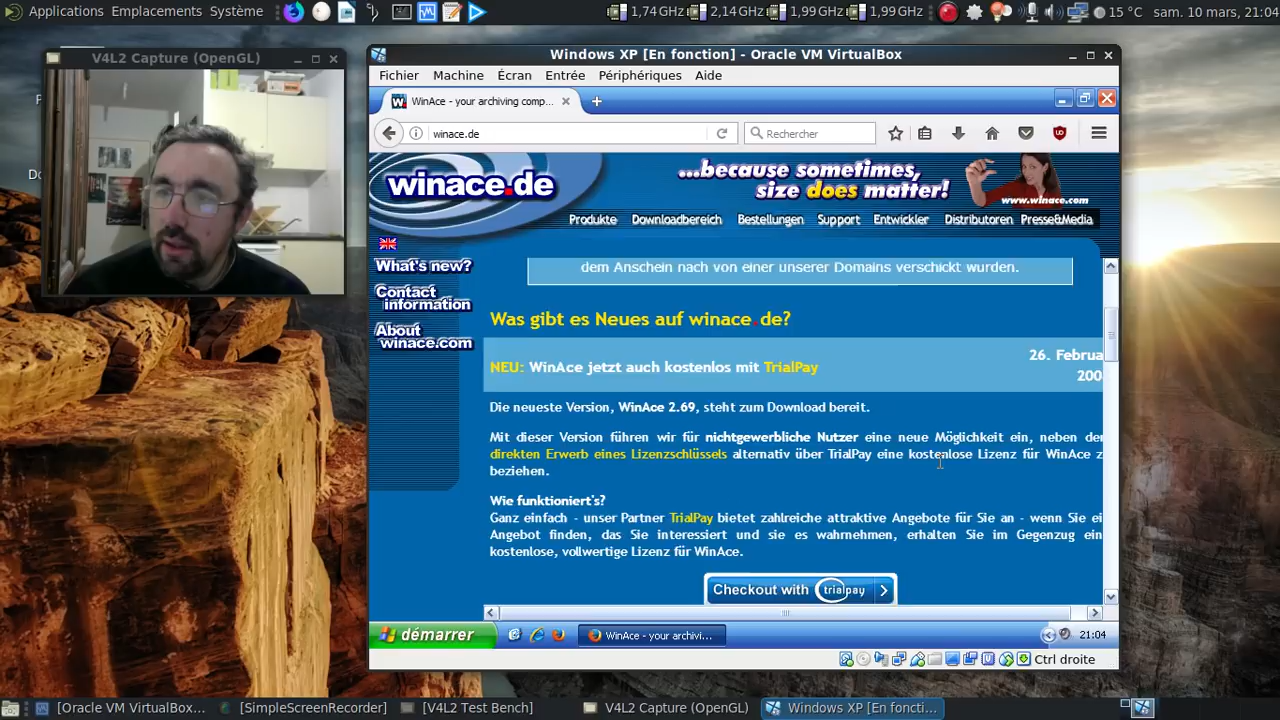 Applications Emplacements Système 1,74 GHz 2,14 GHz 1,99 GHz 1,99 GHz 15 °C sam. 10 mars, 21:04
V4L2 Capture (OpenGL)
Windows XP [En fonction] - Oracle VM VirtualBox
Fichier Machine Écran Entrée Périphériques Aide
WinAce - your archiving comp...
winace.de
Rechercher
winace.de
...because sometimes,
size does matter!
www.winace.com
Produkte Downloadbereich Bestellungen Support Entwickler Distributoren Presse&Media
What's new?
Contact
information
About
winace.com
dem Anschein nach von einer unserer Domains verschickt wurden.
Was gibt es Neues auf winace.de?
NEU: WinAce jetzt auch kostenlos mit TrialPay
26. Februa
200
Die neueste Version, WinAce 2.69, steht zum Download bereit.
Mit dieser Version führen wir für nichtgewerbliche Nutzer eine neue Möglichkeit ein, neben der
direkten Erwerb eines Lizenzschlüssels alternativ über TrialPay eine kostenlose Lizenz für WinAce z
beziehen.
Wie funktioniert's?
Ganz einfach - unser Partner TrialPay bietet zahlreiche attraktive Angebote für Sie an - wenn Sie ei
Angebot finden, das Sie interessiert und sie es wahrnehmen, erhalten Sie im Gegenzug ein
kostenlose, vollwertige Lizenz für WinAce.
Checkout with trialpay
démarrer
WinAce - your archivi...
21:04
Ctrl droite
[Oracle VM VirtualBox... [SimpleScreenRecorder] [V4L2 Test Bench] V4L2 Capture (OpenGL) Windows XP [En foncti...